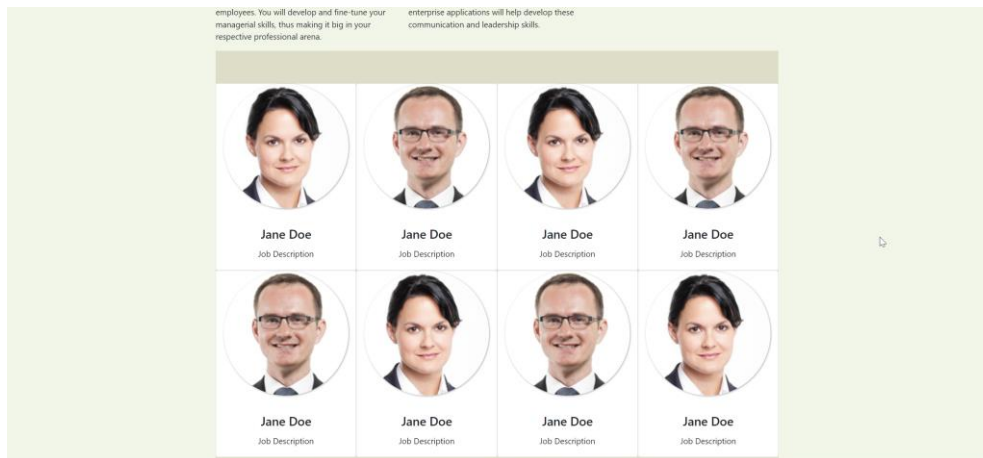 employees. You will develop and fine-tune your
managerial skills, thus making it big in your
respective professional arena.
enterprise applications will help develop these
communication and leadership skills.
Jane Doe
Job Description
Jane Doe
Job Description
Jane Doe
Job Description
Jane Doe
Job Description
Jane Doe
Job Description
Jane Doe
Job Description
Jane Doe
Job Description
Jane Doe
Job Description